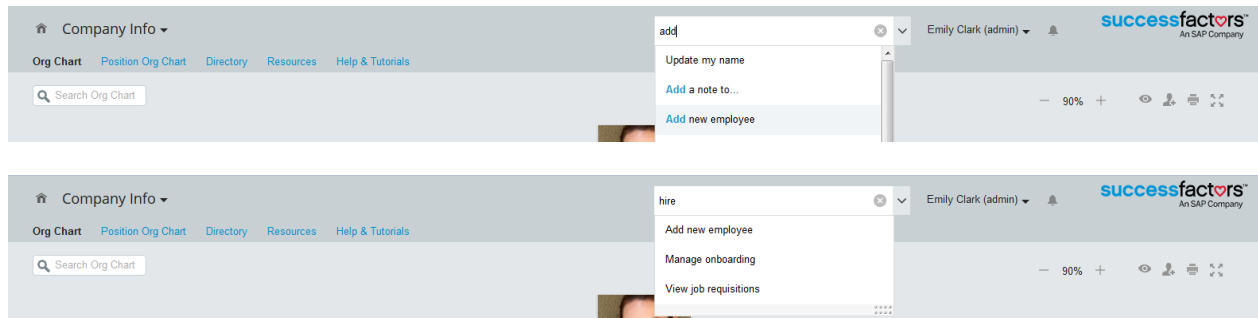 Company Info
add
Emily Clark (admin)
successfactors™
An SAP Company
Org Chart Position Org Chart Directory Resources Help & Tutorials
Update my name
Add a note to...
Add new employee
Search Org Chart
90%
Company Info
hire
Emily Clark (admin)
successfactors™
An SAP Company
Org Chart Position Org Chart Directory Resources Help & Tutorials
Add new employee
Manage onboarding
View job requisitions
Search Org Chart
90%